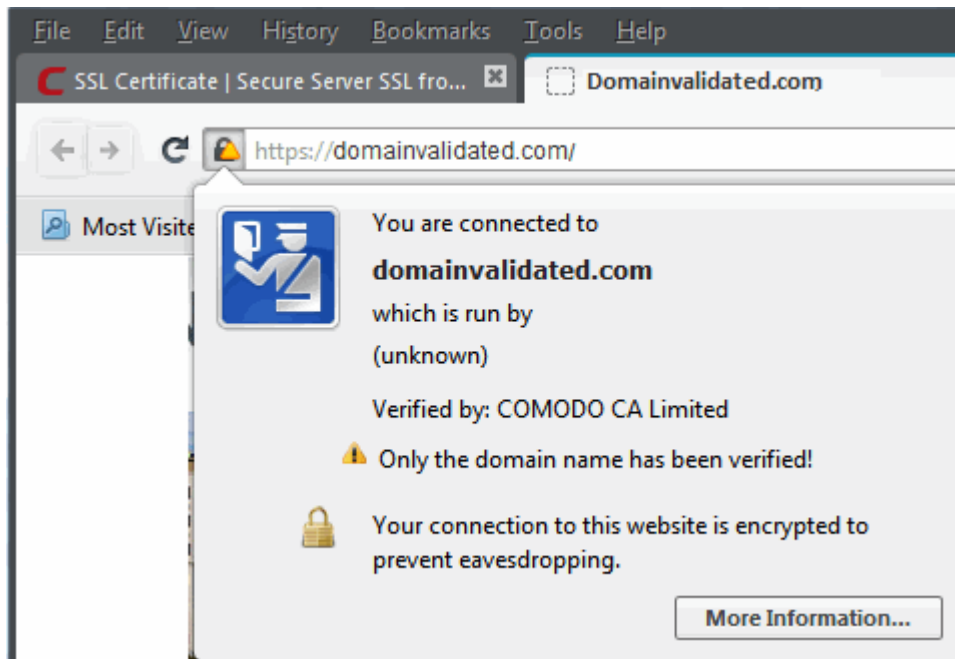 File Edit View History Bookmarks Tools Help
SSL Certificate | Secure Server SSL fro... Domainvalidated.com
https://domainvalidated.com/
Most Visite
You are connected to
domainvalidated.com
which is run by
(unknown)
Verified by: COMODO CA Limited
Only the domain name has been verified!
Your connection to this website is encrypted to
prevent eavesdropping.
More Information...